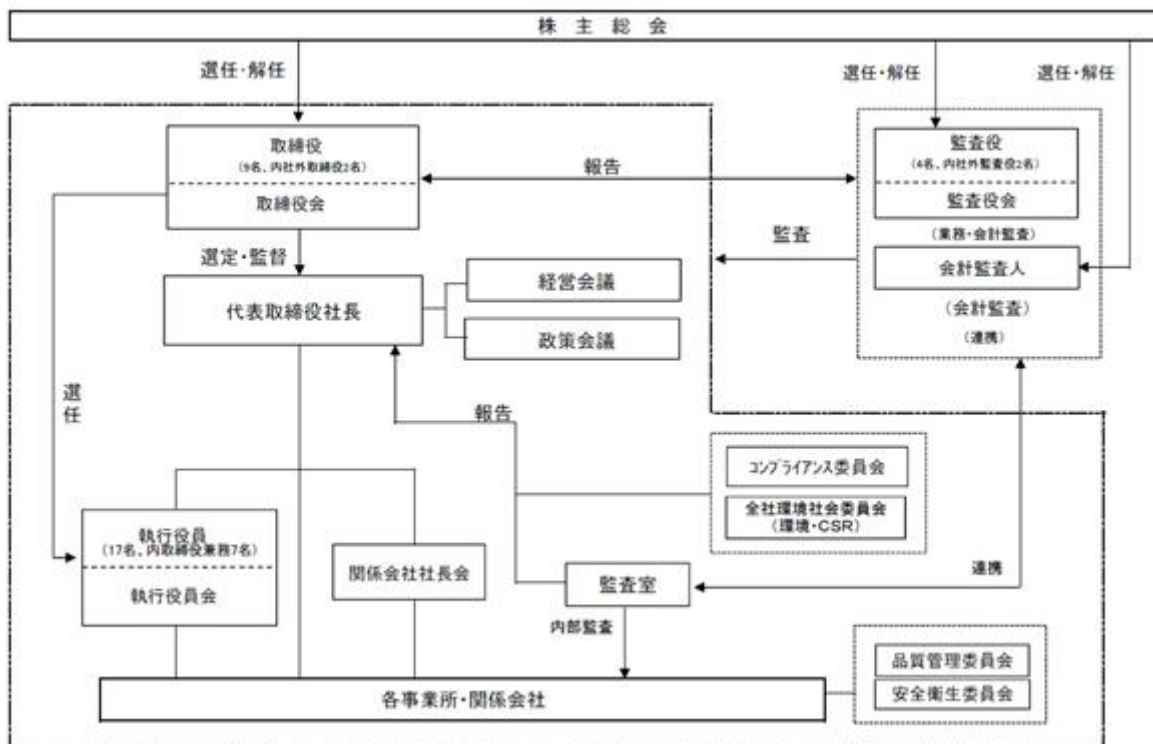 株主総会
選任・解任
選任・解任
選任・解任
取締役
(9名、内社外取締役2名)
取締役会
報告
監査役
(4名、内社外監査役2名)
監査役会
(業務・会計監査)
監査
会計監査人
(会計監査)
(連携)
選定・監督
代表取締役社長
経営会議
政策会議
選
任
報告
コンプライアンス委員会
全社環境社会委員会
(環境・CSR)
執行役員
(17名、内取締役兼務7名)
執行役員会
関係会社社長会
監査室
連携
内部監査
品質管理委員会
安全衛生委員会
各事業所・関係会社